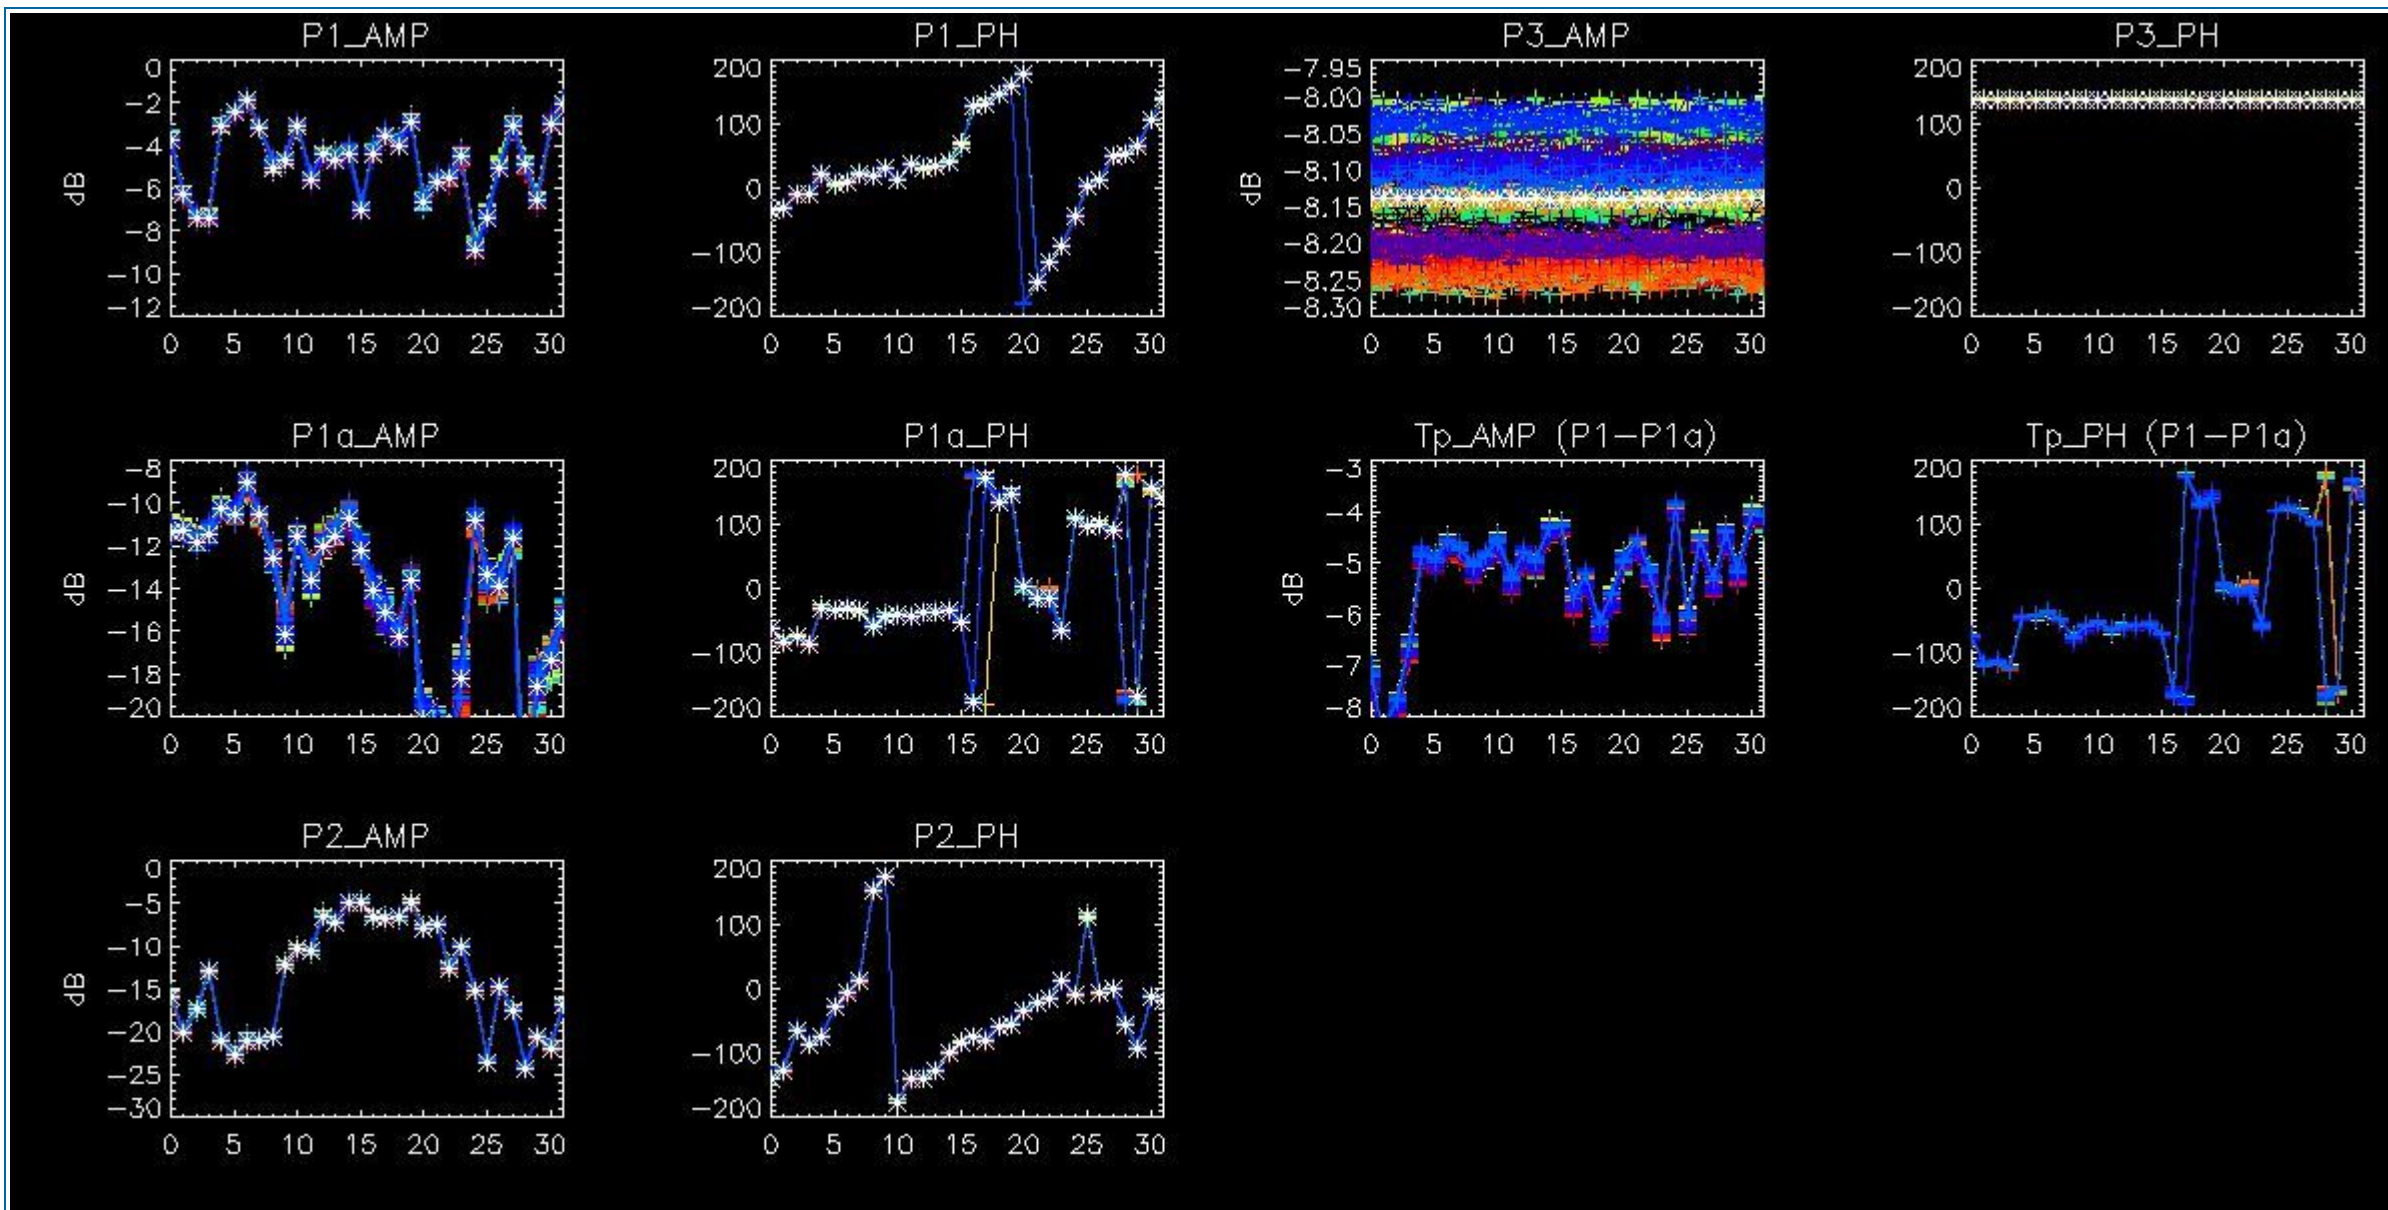 P1_AMP
P1_PH
P3_AMP
P3_PH
0
−2
−4
−6
−8
−10
−12
dB
0 5 10 15 20 25 30
200
100
0
−100
−200
0 5 10 15 20 25 30
−7.95
−8.00
−8.05
−8.10
−8.15
−8.20
−8.25
−8.30
dB
0 5 10 15 20 25 30
200
100
0
−100
−200
0 5 10 15 20 25 30
P1a_AMP
P1a_PH
Tp_AMP (P1−P1a)
Tp_PH (P1−P1a)
−8
−10
−12
−14
−16
−18
−20
dB
0 5 10 15 20 25 30
200
100
0
−100
−200
0 5 10 15 20 25 30
−3
−4
−5
−6
−7
−8
dB
0 5 10 15 20 25 30
200
100
0
−100
−200
0 5 10 15 20 25 30
P2_AMP
P2_PH
0
−5
−10
−15
−20
−25
−30
dB
0 5 10 15 20 25 30
200
100
0
−100
−200
0 5 10 15 20 25 30